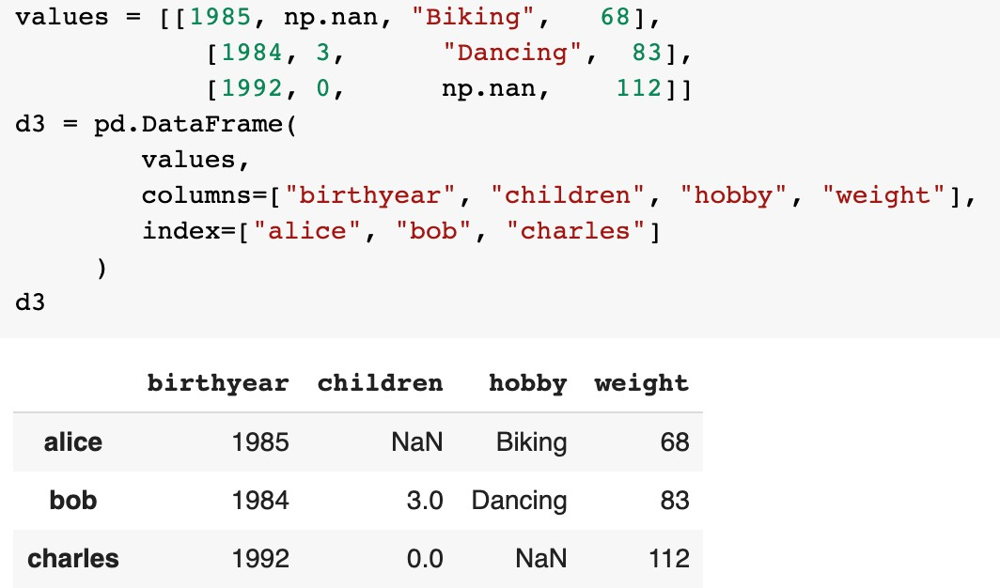 values = [[1985, np.nan, "Biking",   68],
            [1984, 3,      "Dancing",  83],
            [1992, 0,      np.nan,    112]]
d3 = pd.DataFrame(
        values,
        columns=["birthyear", "children", "hobby", "weight"],
        index=["alice", "bob", "charles"]
     )
d3
birthyear children hobby weight
alice 1985 NaN Biking 68
bob 1984 3.0 Dancing 83
charles 1992 0.0 NaN 112